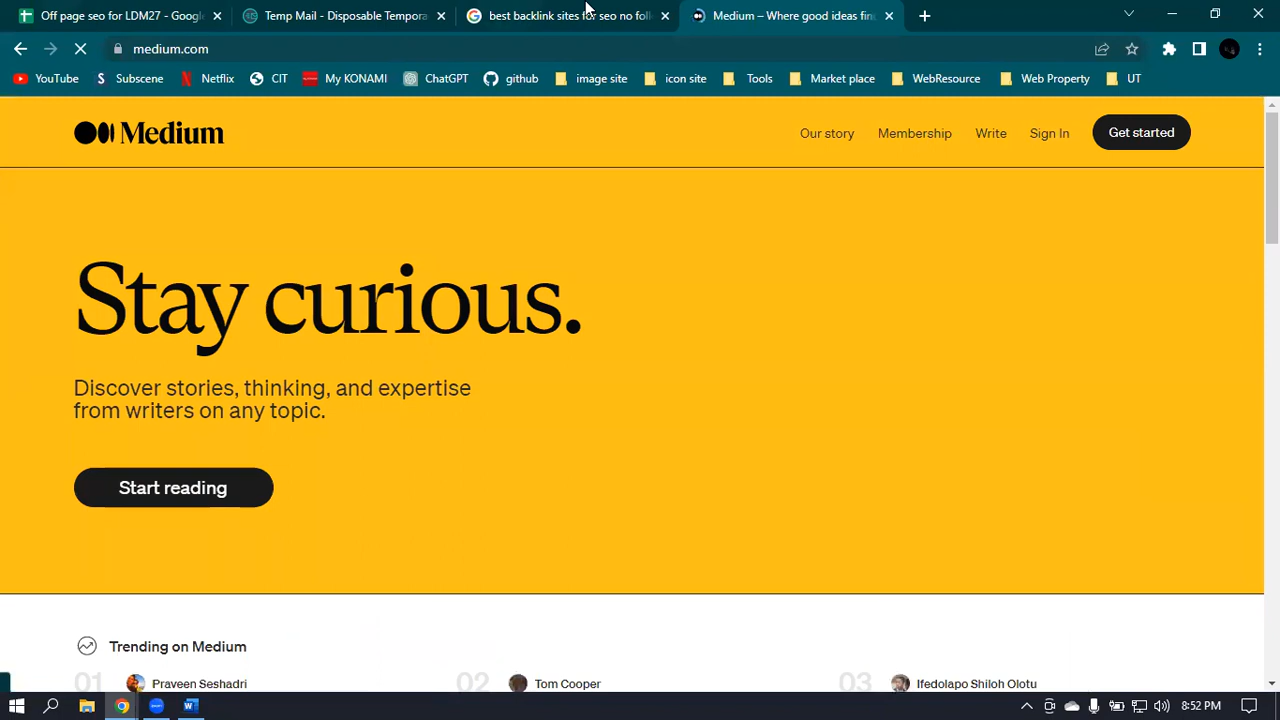 Off page seo for LDM27 - Google
Temp Mail - Disposable Tempora
best backlink sites for seo no foll
Medium – Where good ideas fin
medium.com
YouTube
Subscene
Netflix
CIT
My KONAMI
ChatGPT
github
image site
icon site
Tools
Market place
WebResource
Web Property
UT
Medium
Our story
Membership
Write
Sign In
Get started
Stay curious.
Discover stories, thinking, and expertise
from writers on any topic.
Start reading
Trending on Medium
01
Praveen Seshadri
02
Tom Cooper
03
Ifedolapo Shiloh Olotu
8:52 PM